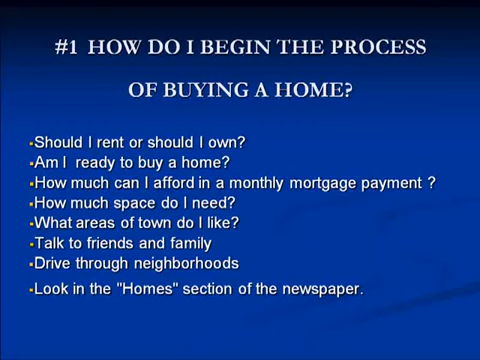 #1 HOW DO I BEGIN THE PROCESS
OF BUYING A HOME?
▪Should I rent or should I own?
▪Am I ready to buy a home?
▪How much can I afford in a monthly mortgage payment ?
▪How much space do I need?
▪What areas of town do I like?
▪Talk to friends and family
▪Drive through neighborhoods
▪Look in the "Homes" section of the newspaper.